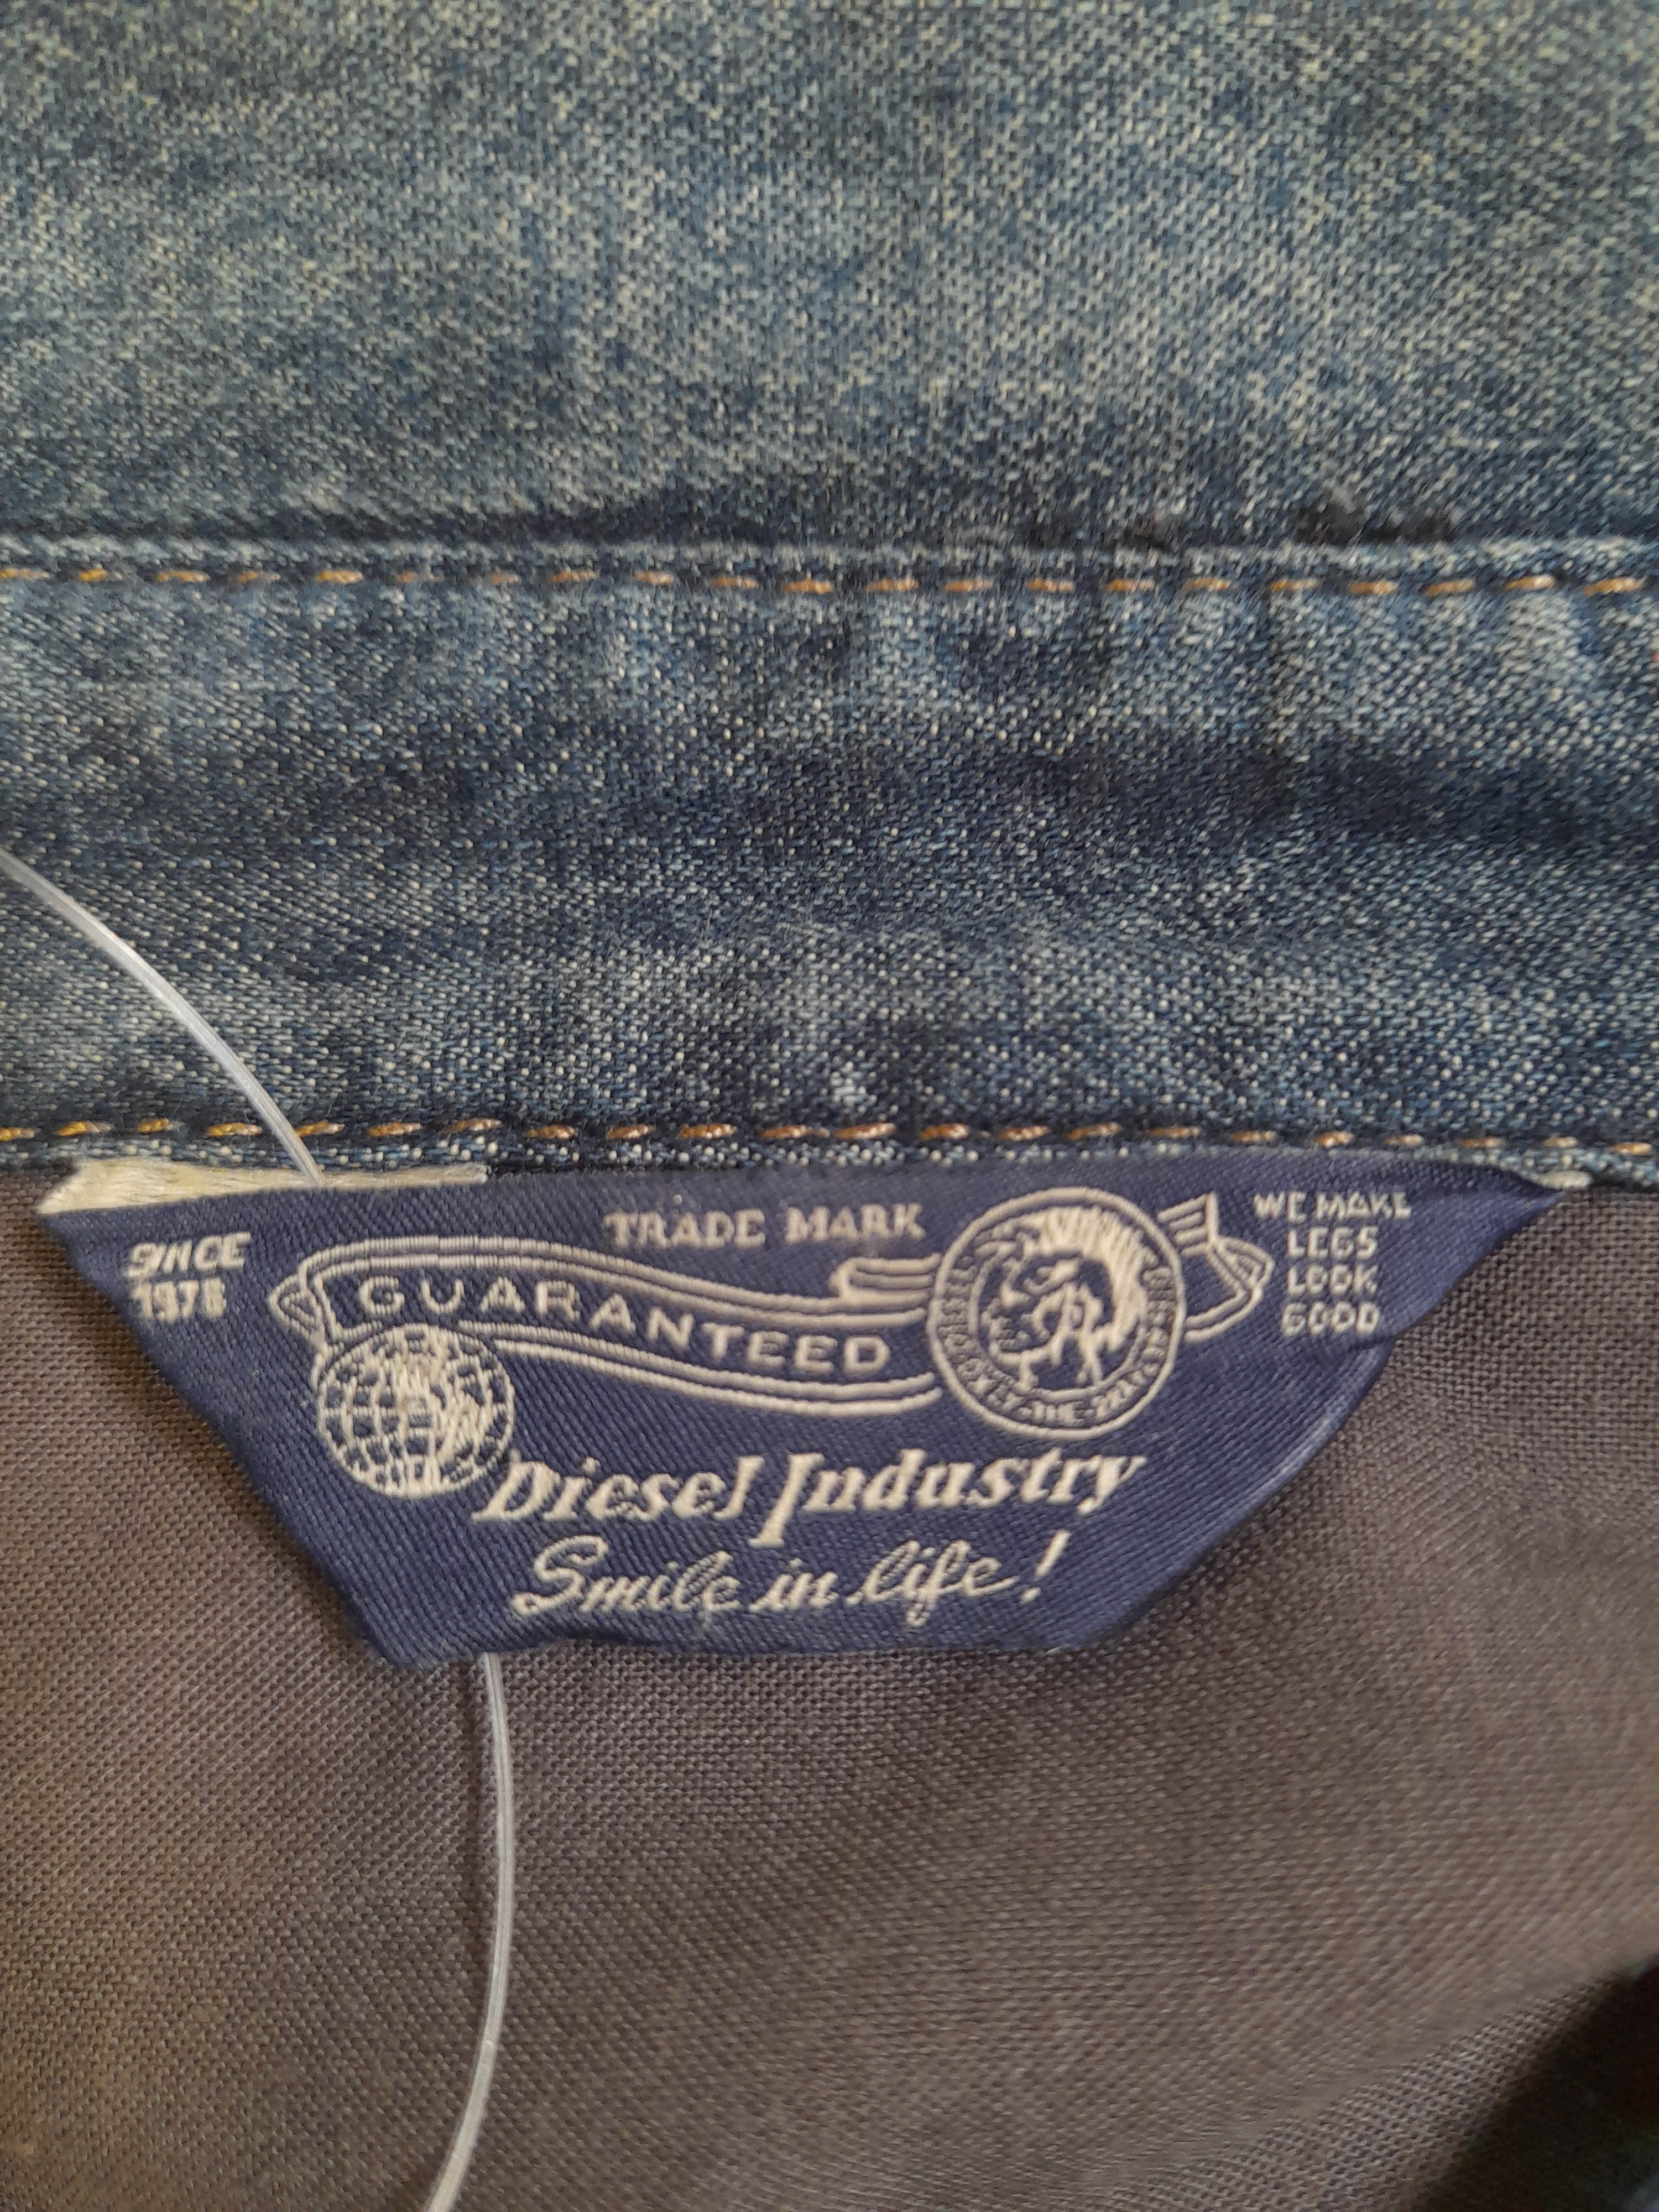 TRADE MARK
SINCE
1978
GUARANTEED
WE MAKE
LEGS
LOOK
GOOD
Diesel Industry
Smile in life!